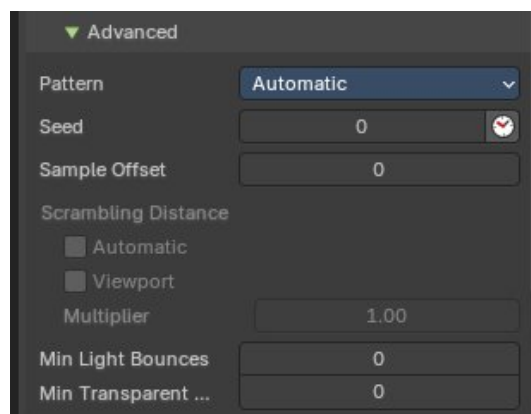 Advanced
Pattern Automatic
Seed 0
Sample Offset 0
Scrambling Distance
Automatic
Viewport
Multiplier 1.00
Min Light Bounces 0
Min Transparent ... 0